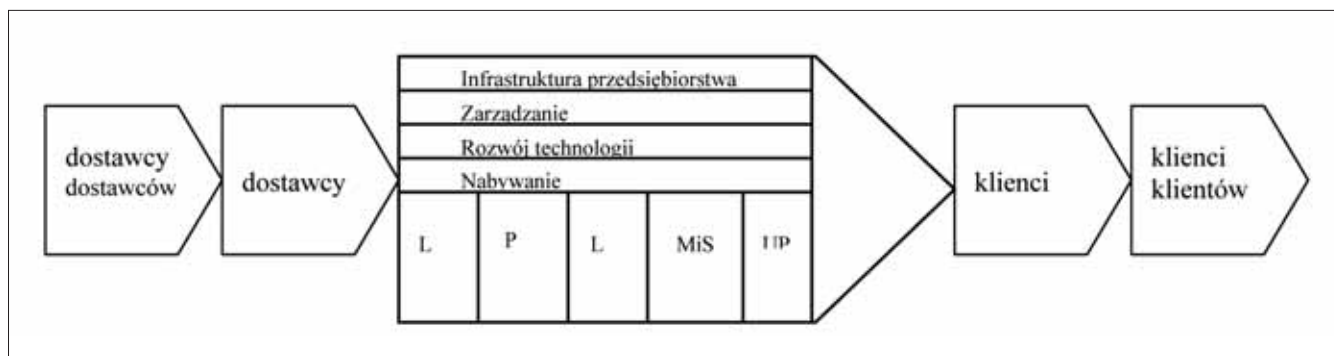 dostawcy
dostawców
dostawcy
Infrastruktura przedsiębiorstwa
Zarządzanie
Rozwój technologii
Nabywanie
L
P
L
MiS
UP
klienci
klienci
klientów